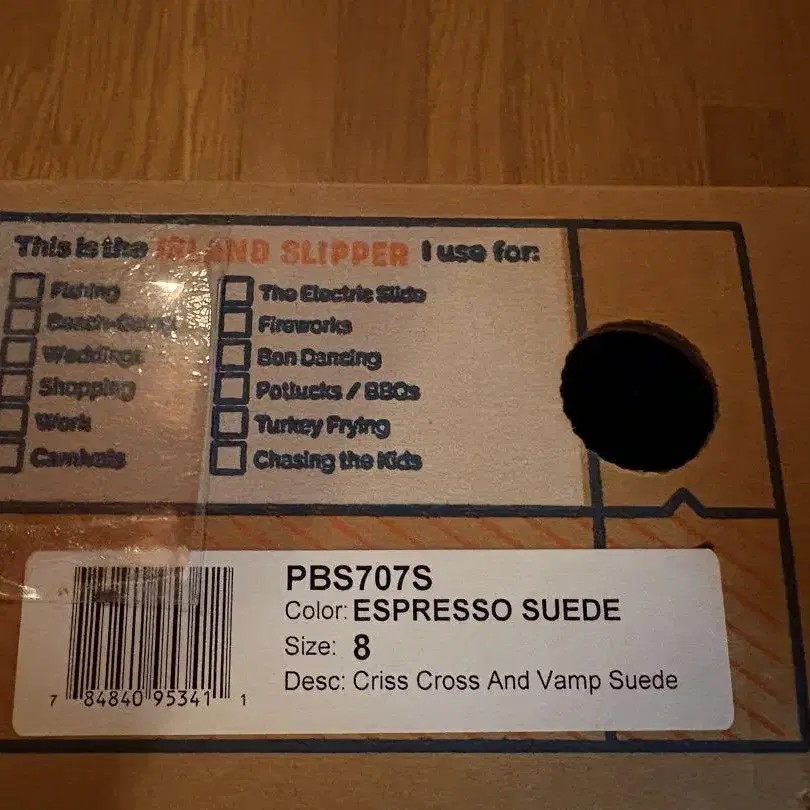 This is the ISLAND SLIPPER I use for:
Fishing
Beach-Going
Weddings
Shopping
Work
Carnivals
The Electric Slide
Fireworks
Bon Dancing
Potlucks / BBQs
Turkey Frying
Chasing the Kids
PBS707S
Color: ESPRESSO SUEDE
Size: 8
Desc: Criss Cross And Vamp Suede
7 84840 95341 1